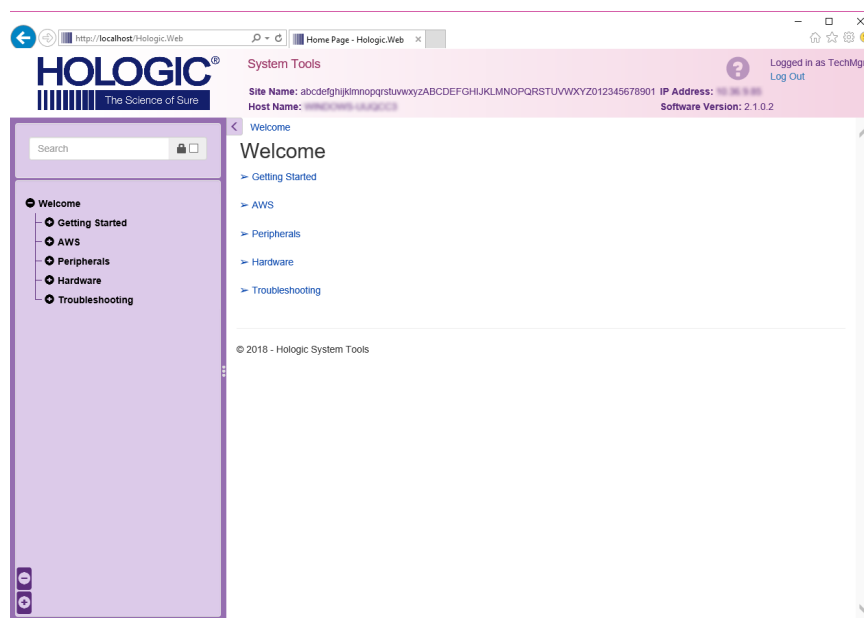 http://localhost/Hologic.Web
Home Page - Hologic.Web
HOLOGIC®
The Science of Sure
System Tools
Logged in as TechMgr
Log Out
Site Name: abcdefghijklmnopqrstuvwxyzABCDEFGHIJKLMNOPQRSTUVWXYZ012345678901 IP Address:
Host Name:
Software Version: 2.1.0.2
Search
Welcome
Getting Started
AWS
Peripherals
Hardware
Troubleshooting
Welcome
Welcome
➢ Getting Started
➢ AWS
➢ Peripherals
➢ Hardware
➢ Troubleshooting
© 2018 - Hologic System Tools